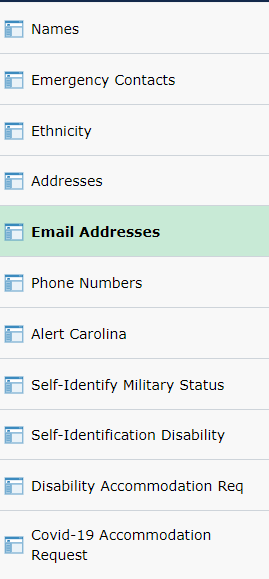 Names
Emergency Contacts
Ethnicity
Addresses
Email Addresses
Phone Numbers
Alert Carolina
Self-Identify Military Status
Self-Identification Disability
Disability Accommodation Req
Covid-19 Accommodation
Request